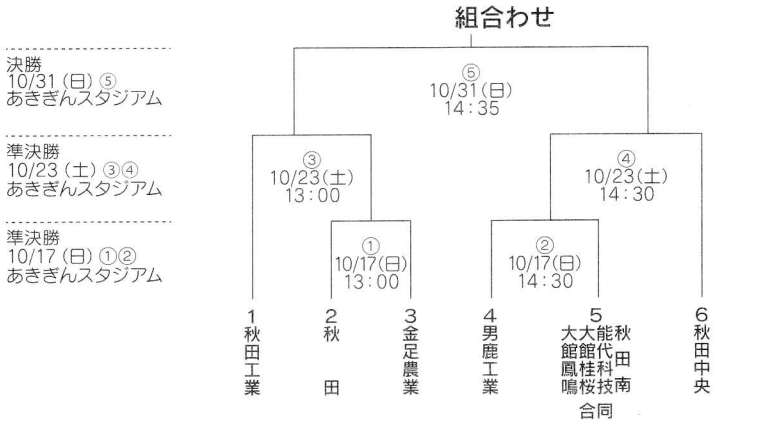 組合わせ
決勝
10/31(日)⑤
あきぎんスタジアム
準決勝
10/23(土)③④
あきぎんスタジアム
準決勝
10/17(日)①②
あきぎんスタジアム
⑤
10/31(日)
14:35
③
10/23(土)
13:00
④
10/23(土)
14:30
①
10/17(日)
13:00
②
10/17(日)
14:30
1
秋田工業
2
秋田
3
金足農業
4
男鹿工業
5
秋田南
能代科技
大館桂桜
大館鳳鳴
合同
6
秋田中央